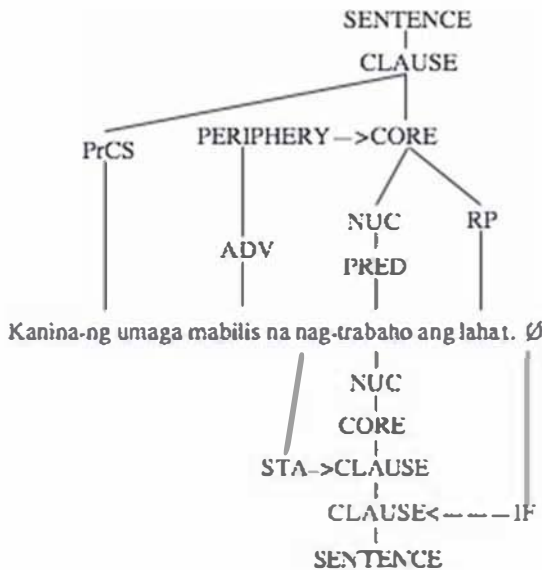 SENTENCE
CLAUSE
PrCS PERIPHERY —>CORE
NUC RP
ADV
PRED
Kanina-ng umaga mabilis na nag-trabaho ang lahat. Ø
NUC
CORE
STA—>CLAUSE
CLAUSE<— — — IF
SENTENCE